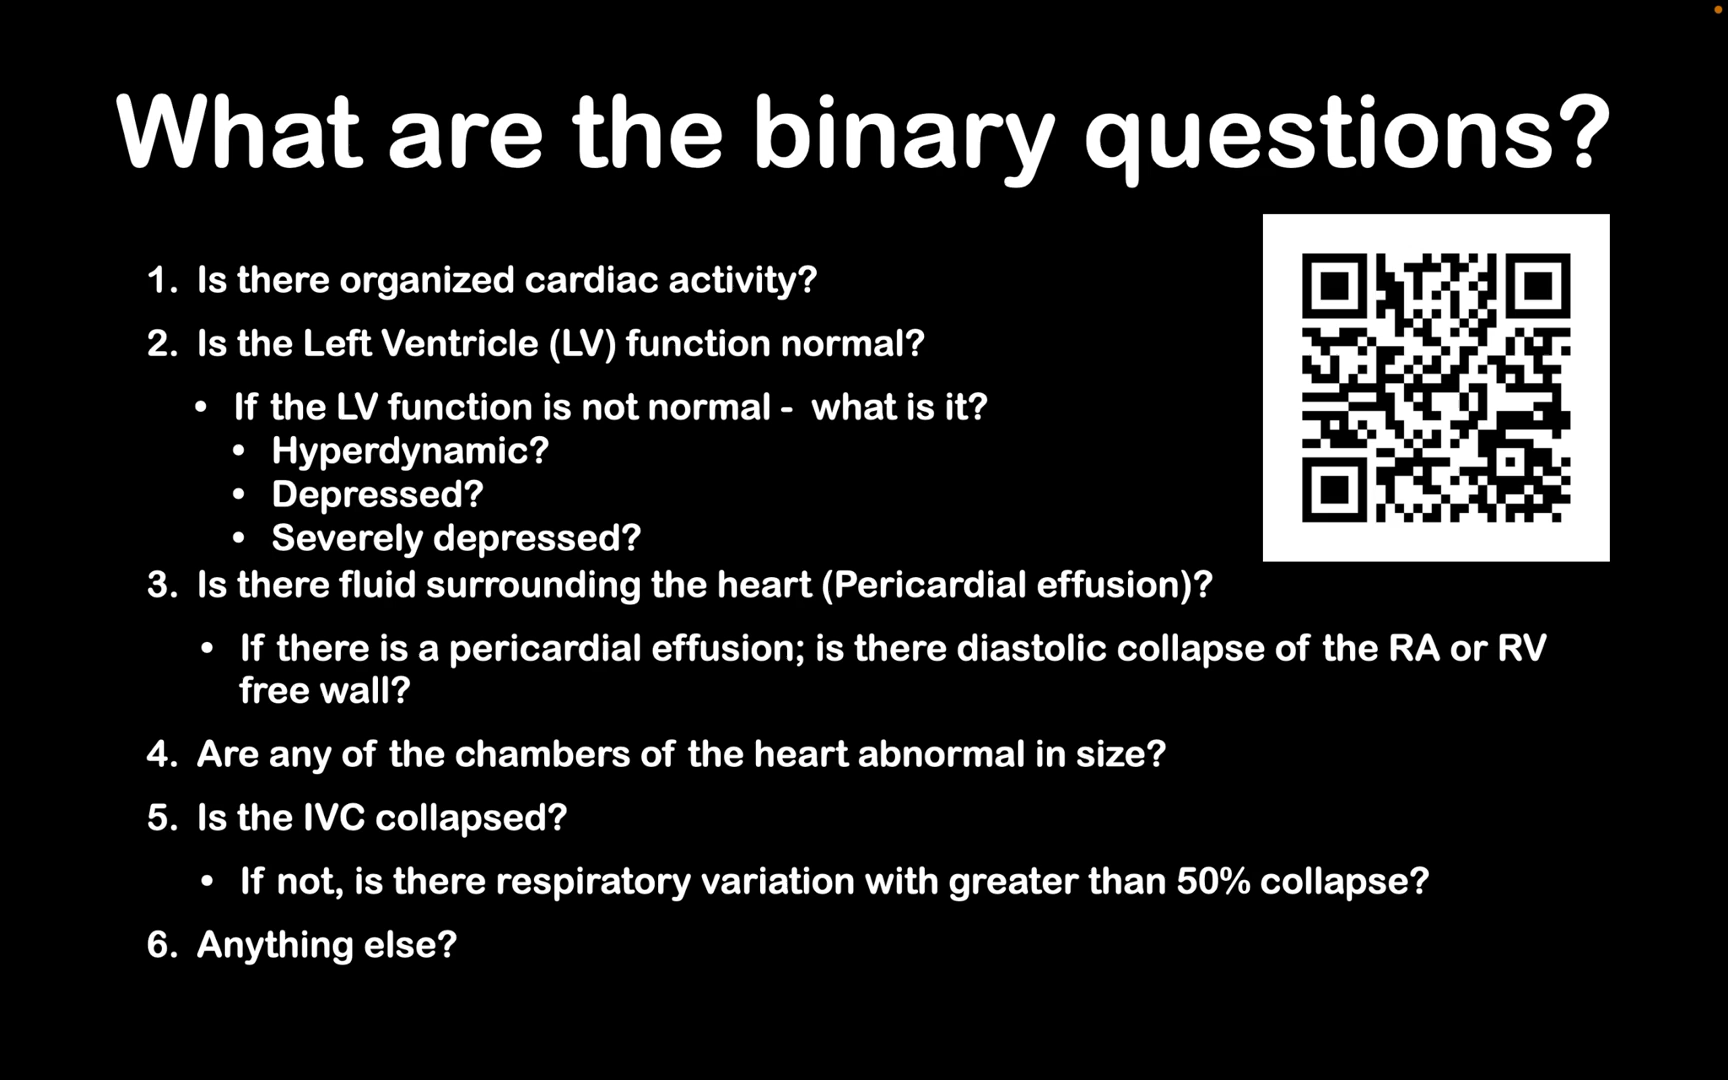 What are the binary questions?
1. Is there organized cardiac activity?
2. Is the Left Ventricle (LV) function normal?
• If the LV function is not normal - what is it?
• Hyperdynamic?
• Depressed?
• Severely depressed?
3. Is there fluid surrounding the heart (Pericardial effusion)?
• If there is a pericardial effusion; is there diastolic collapse of the RA or RV
free wall?
4. Are any of the chambers of the heart abnormal in size?
5. Is the IVC collapsed?
• If not, is there respiratory variation with greater than 50% collapse?
6. Anything else?